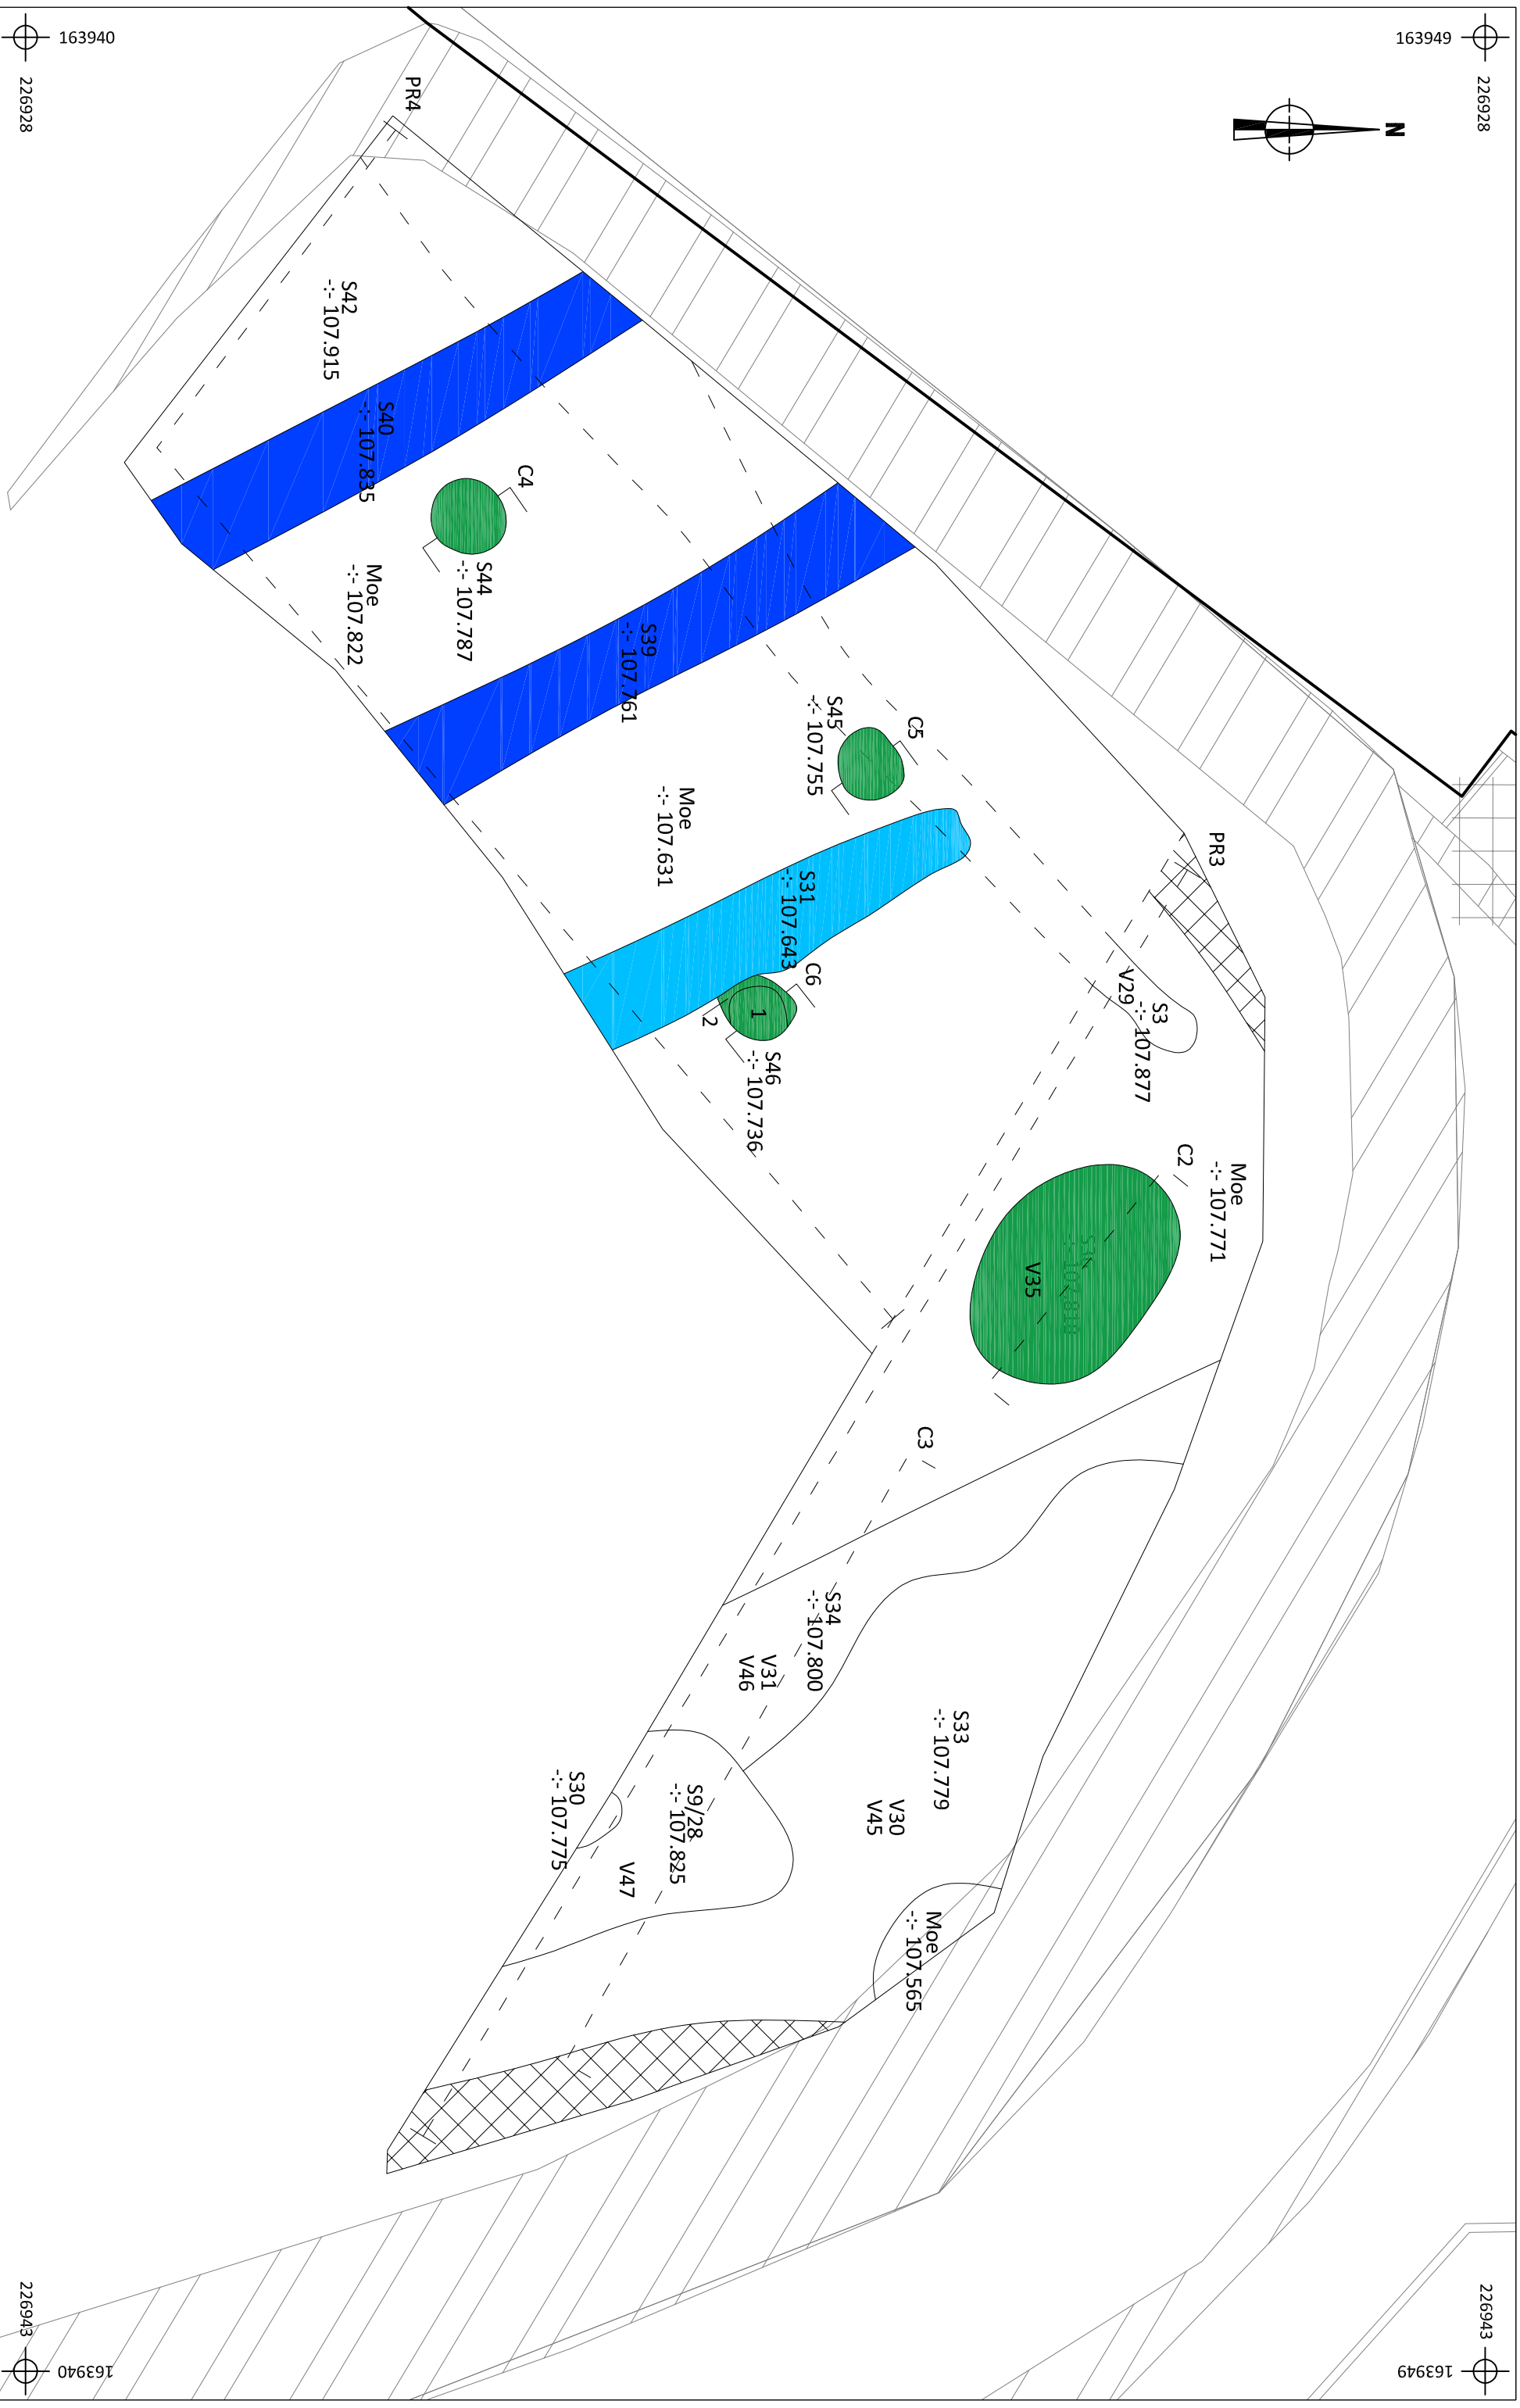 163940
226928
163949
226928
N
PR4
S42
-:- 107.915
S40
-:- 107.835
C4
S44
-:- 107.787
Moe
-:- 107.822
S39
-:- 107.761
S45
-:- 107.755
C5
Moe
-:- 107.631
S31
-:- 107.643
C6
1
2
S46
-:- 107.736
PR3
V29
S3
-:- 107.877
C2
Moe
-:- 107.771
V35
C3
S34
-:- 107.800
V31
V46
S33
-:- 107.779
V30
V45
S9/28
-:- 107.825
V47
S30
-:- 107.775
Moe
-:- 107.565
226943
163940
226943
163949